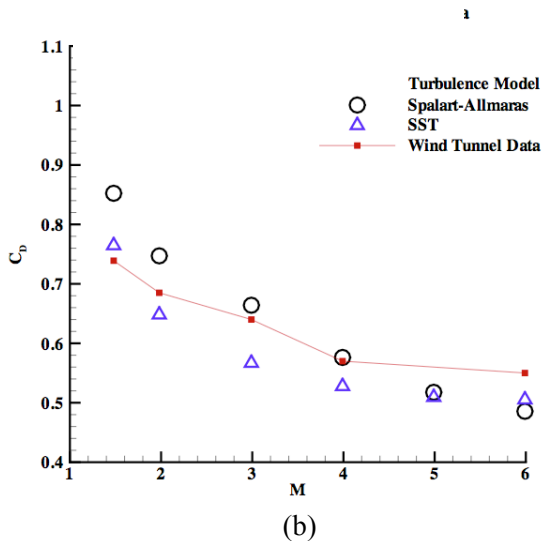 a
1.1
Turbulence Model
1
Spalart-Allmaras
SST
Wind Tunnel Data
0.9
0.8
C_D
0.7
0.6
0.5
0.4
1 2 3 4 5 6
M
(b)